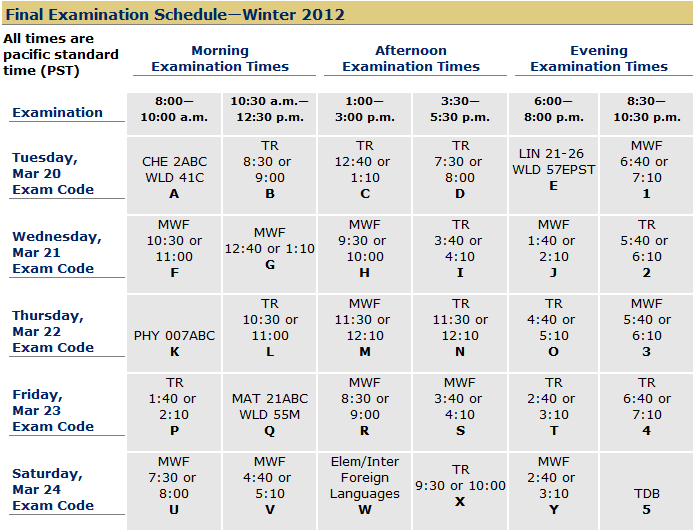 Final Examination Schedule—Winter 2012
All times are
pacific standard
time (PST)
Morning
Examination Times
Afternoon
Examination Times
Evening
Examination Times
Examination
8:00—
10:00 a.m.
10:30 a.m.—
12:30 p.m.
1:00—
3:00 p.m.
3:30—
5:30 p.m.
6:00—
8:00 p.m.
8:30—
10:30 p.m.
Tuesday,
Mar 20
Exam Code
CHE 2ABC
WLD 41C
A
TR
8:30 or
9:00
B
TR
12:40 or
1:10
C
TR
7:30 or
8:00
D
LIN 21-26
WLD 57EPST
E
MWF
6:40 or
7:10
1
Wednesday,
Mar 21
Exam Code
MWF
10:30 or
11:00
F
MWF
12:40 or 1:10
G
MWF
9:30 or
10:00
H
TR
3:40 or
4:10
I
MWF
1:40 or
2:10
J
TR
5:40 or
6:10
2
Thursday,
Mar 22
Exam Code
PHY 007ABC
K
TR
10:30 or
11:00
L
MWF
11:30 or
12:10
M
TR
11:30 or
12:10
N
TR
4:40 or
5:10
O
MWF
5:40 or
6:10
3
Friday,
Mar 23
Exam Code
TR
1:40 or
2:10
P
MAT 21ABC
WLD 55M
Q
MWF
8:30 or
9:00
R
MWF
3:40 or
4:10
S
TR
2:40 or
3:10
T
TR
6:40 or
7:10
4
Saturday,
Mar 24
Exam Code
MWF
7:30 or
8:00
U
MWF
4:40 or
5:10
V
Elem/Inter
Foreign
Languages
W
TR
9:30 or 10:00
X
MWF
2:40 or
3:10
Y
TDB
5